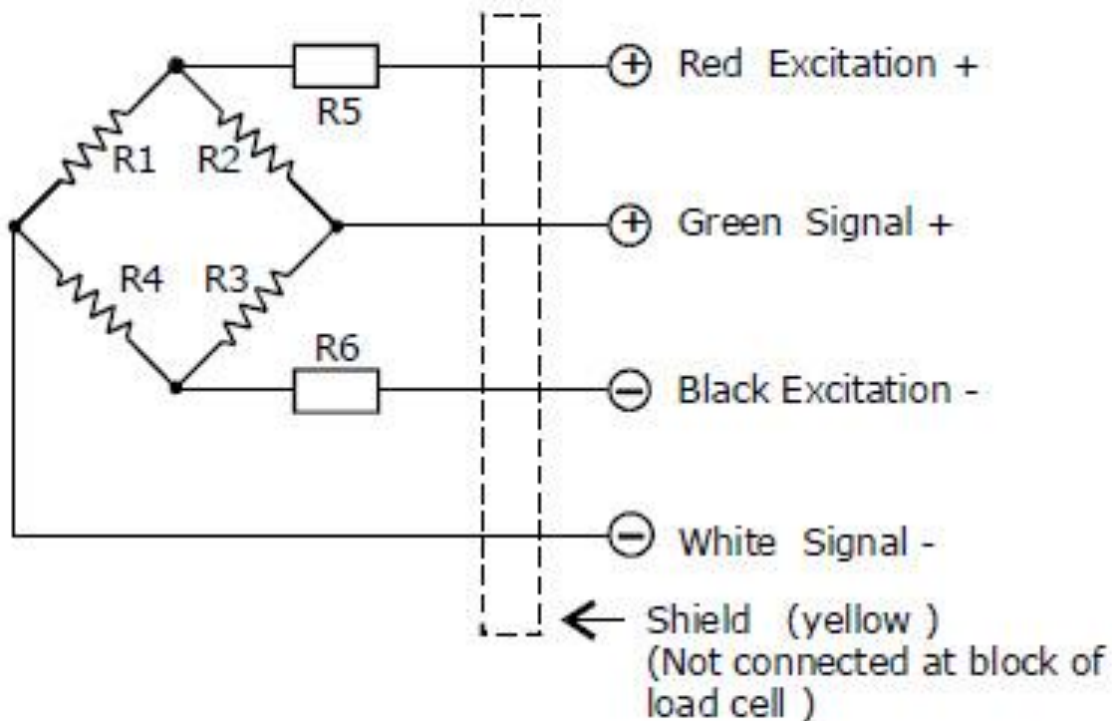 Red Excitation +
R5
R1 R2
Green Signal +
R4 R3
R6
Black Excitation -
White Signal -
Shield (yellow )
(Not connected at block of
load cell )